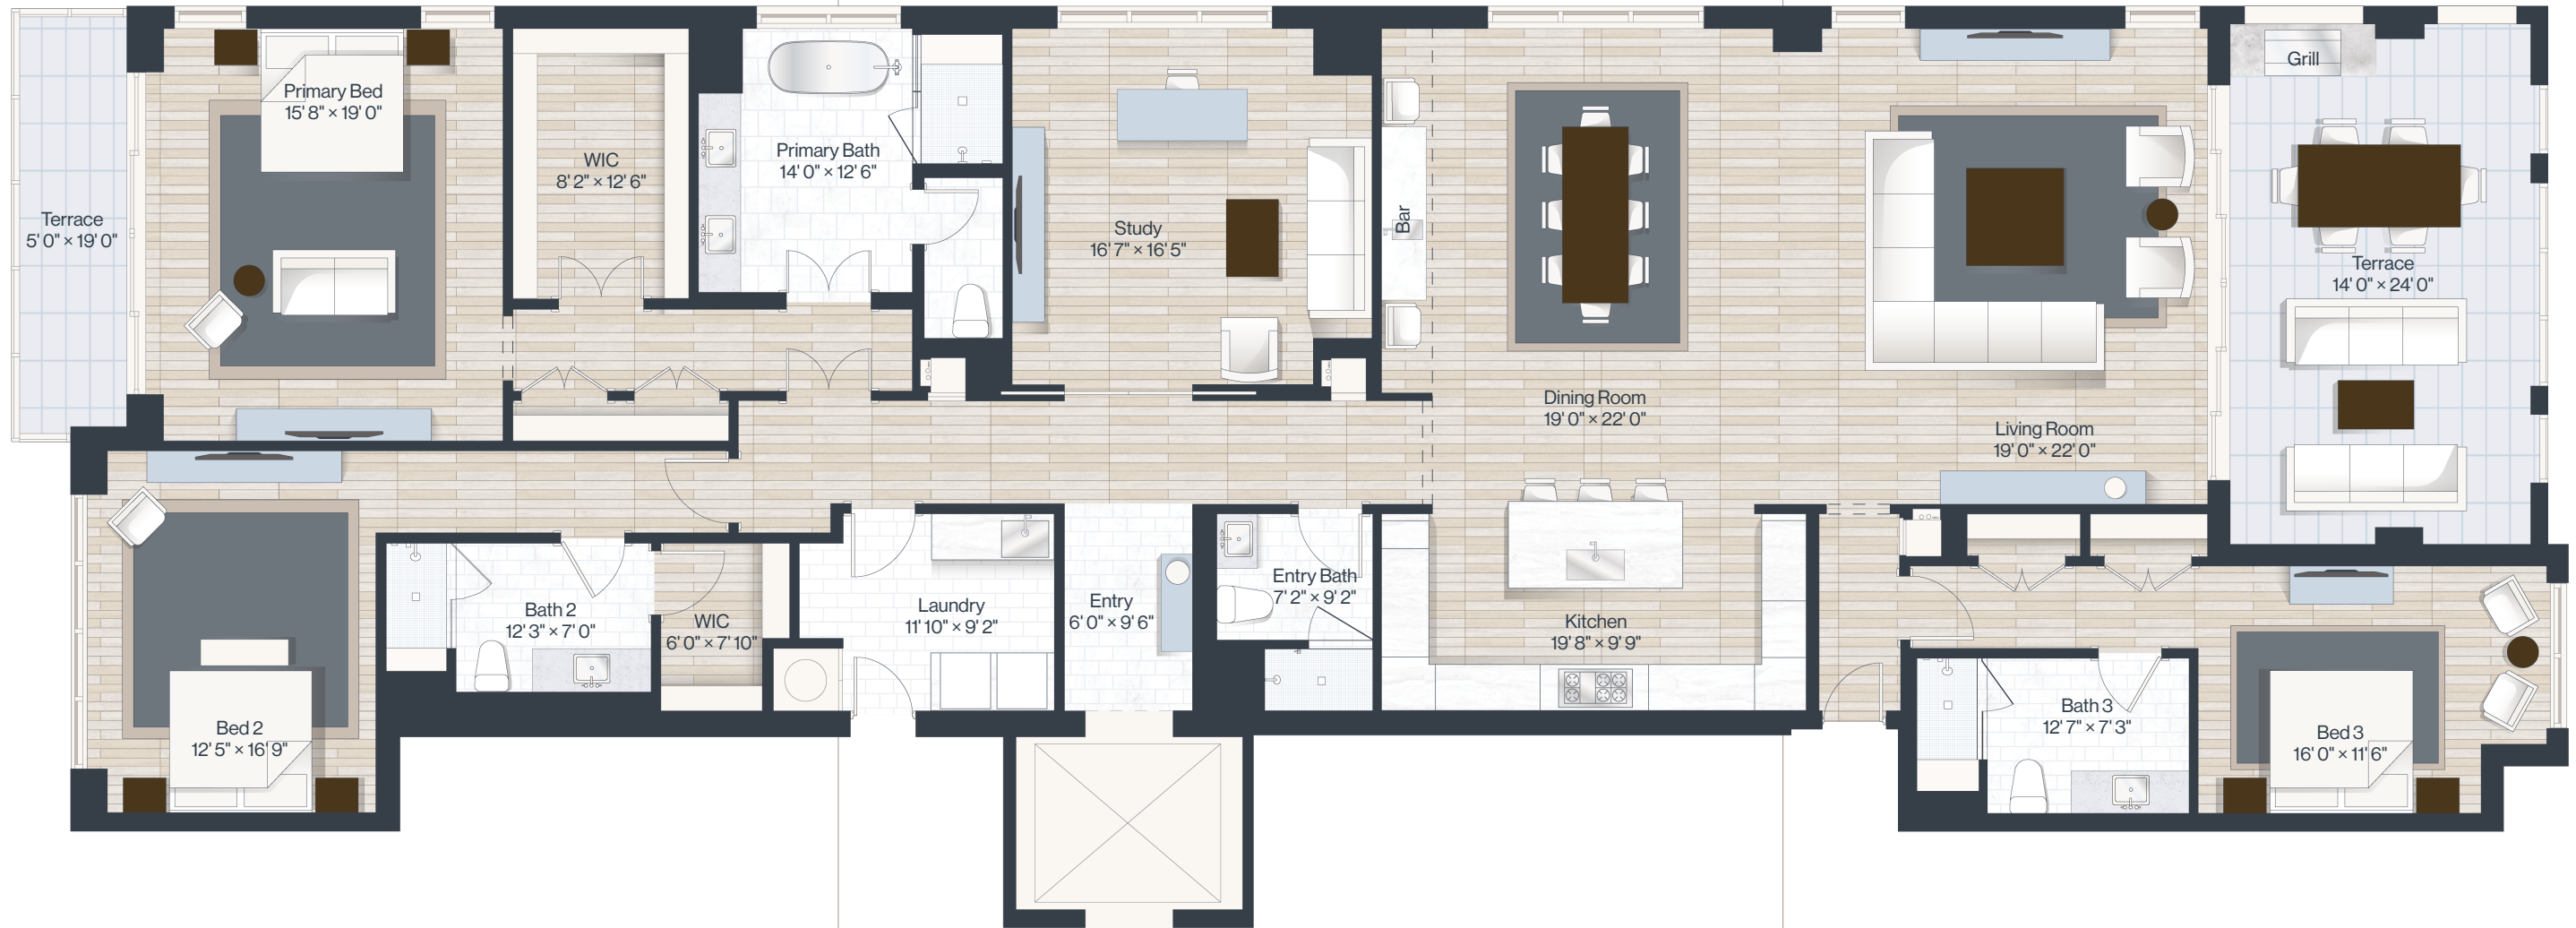 Terrace
5' 0" × 19' 0"
Primary Bed
15' 8" × 19' 0"
WIC
8' 2" × 12' 6"
Primary Bath
14' 0" × 12' 6"
Study
16' 7" × 16' 5"
Bar
Dining Room
19' 0" × 22' 0"
Living Room
19' 0" × 22' 0"
Grill
Terrace
14' 0" × 24' 0"
Bed 2
12' 5" × 16' 9"
Bath 2
12' 3" × 7' 0"
WIC
6' 0" × 7' 10"
Laundry
11' 10" × 9' 2"
Entry
6' 0" × 9' 6"
Entry Bath
7' 2" × 9' 2"
Kitchen
19' 8" × 9' 9"
Bath 3
12' 7" × 7' 3"
Bed 3
16' 0" × 11' 6"